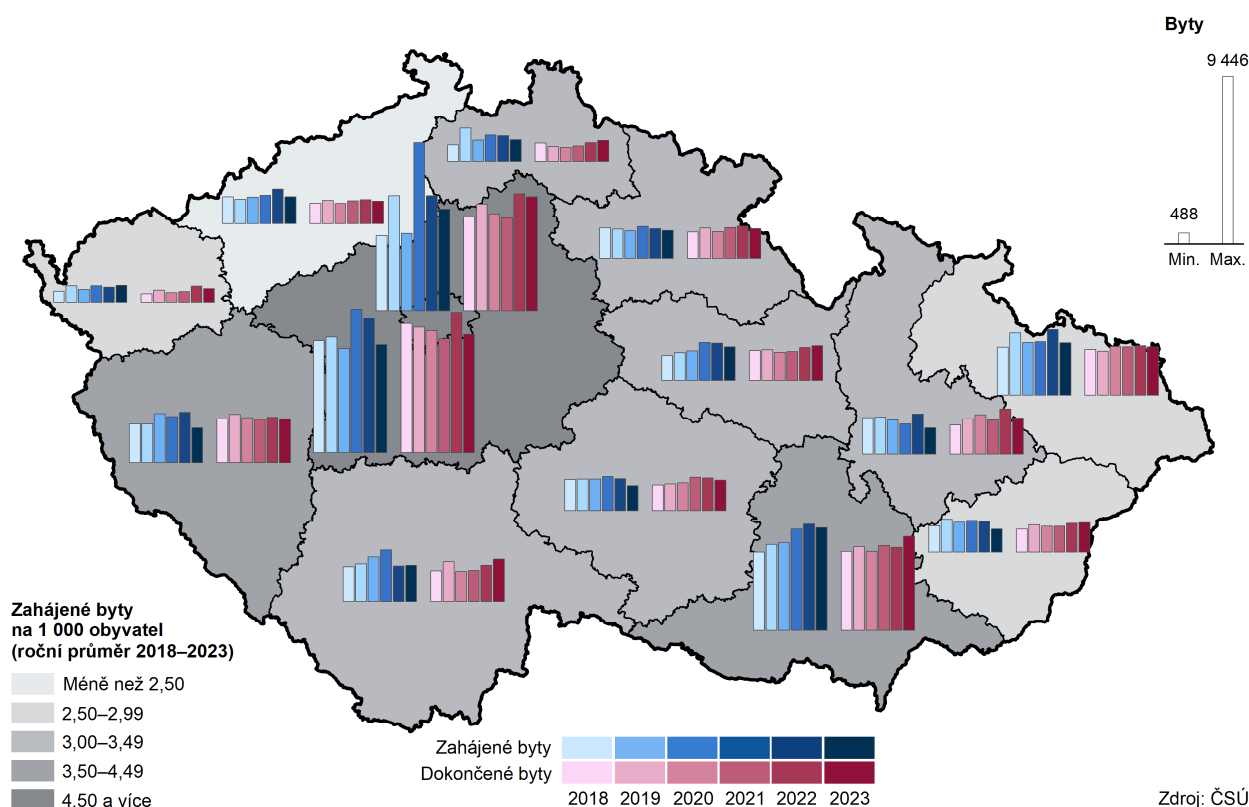 Byty
9 446
488
Min. Max.
Zahájené byty
na 1 000 obyvatel
(roční průměr 2018–2023)
Méně než 2,50
2,50–2,99
3,00–3,49
3,50–4,49
4.50 a více
Zahájené byty
Dokončené byty
2018 2019 2020 2021 2022 2023
Zdroj: ČSÚ